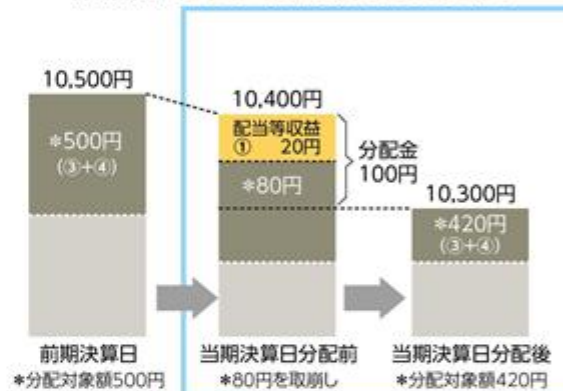 10,500円
*500円
(③+④)
10,400円
配当等収益
① 20円
*80円
分配金
100円
10,300円
*420円
(③+④)
前期決算日
*分配対象額500円
当期決算日分配前
*80円を取崩し
当期決算日分配後
*分配対象額420円